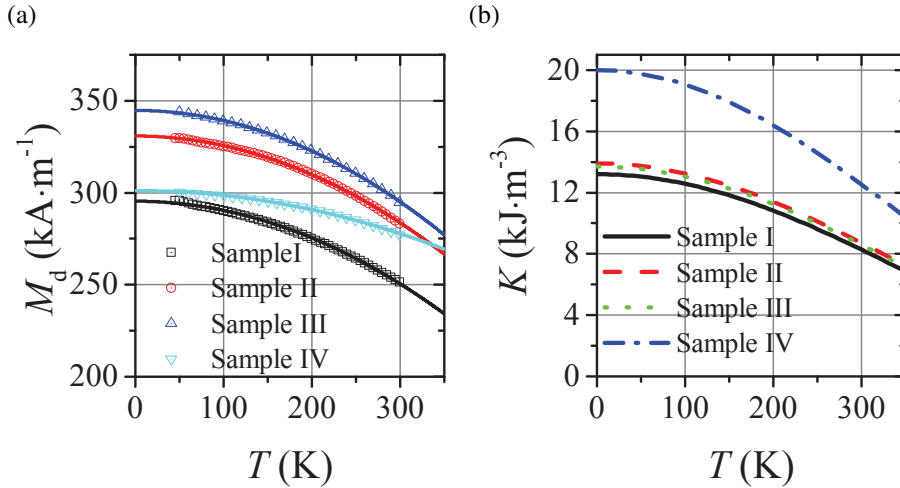 (a)
M_d (kA·m⁻¹)
350
300
250
200
0
100
200
300
SampleI
Sample II
Sample III
Sample IV
T (K)
(b)
K (kJ·m⁻³)
20
16
12
8
4
0
0
100
200
300
Sample I
Sample II
Sample III
Sample IV
T (K)